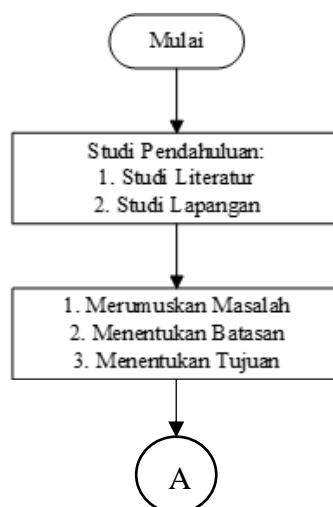 Mulai
Studi Pendahuluan:
1. Studi Literatur
2. Studi Lapangan
1. Merumuskan Masalah
2. Menentukan Batasan
3. Menentukan Tujuan
A